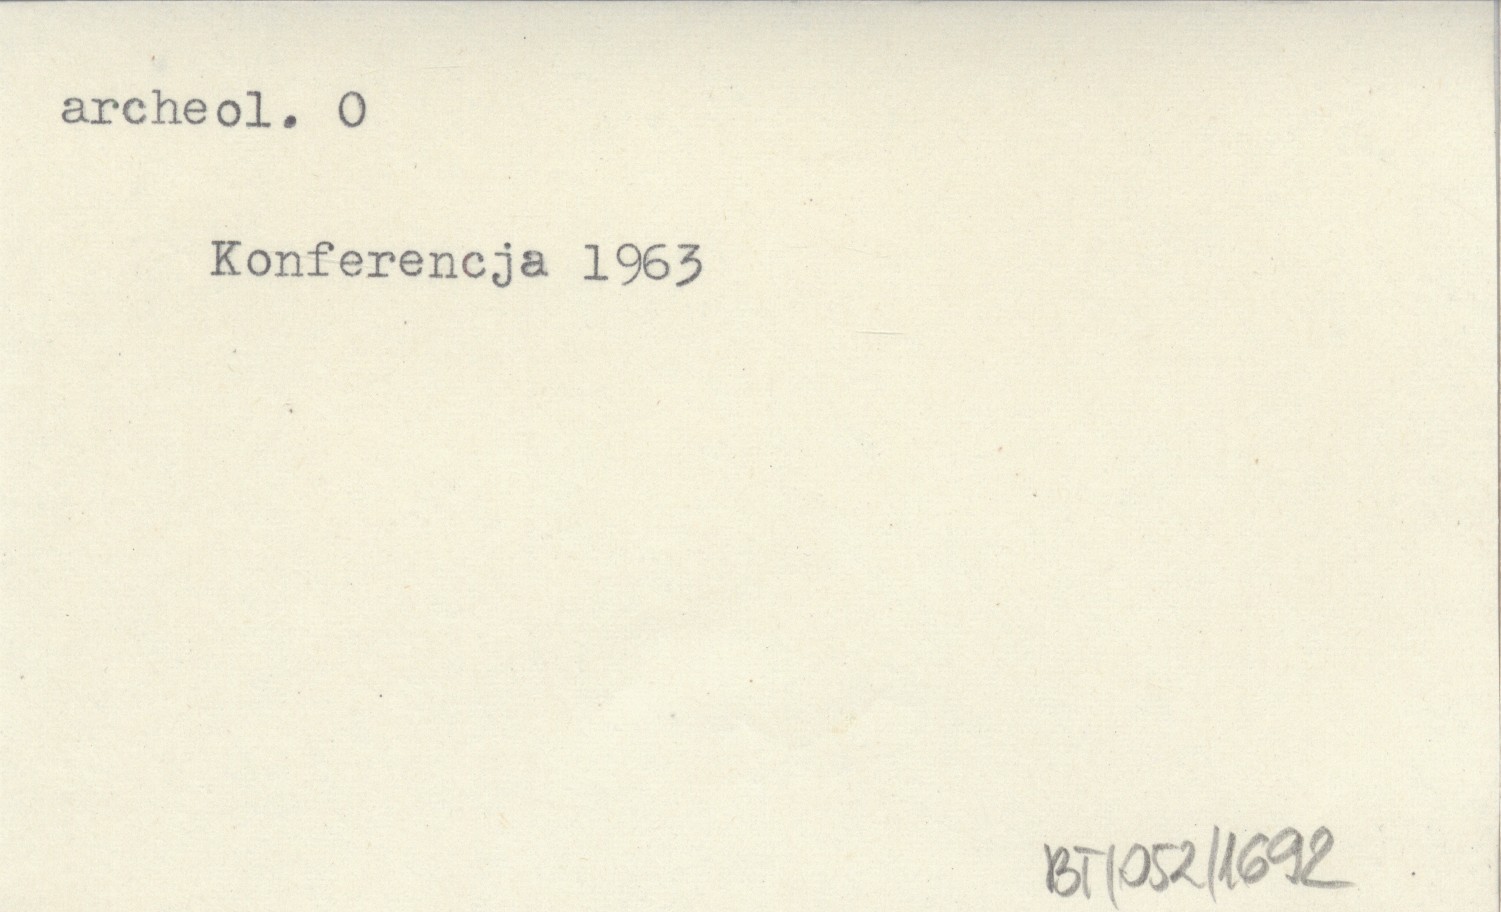 archeol. O
Konferencja 1963
BT/052/1692